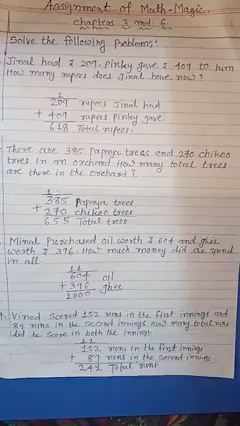 Assignment of Math-Magic.
chapters 3 and 6
Solve the following problems:
Jinal had ₹ 209. Pinky gave ₹ 409 to him
How many rupees does Jinal have now?
1
209 rupees Jinal had
+ 409 rupees Pinky gave
618 Total rupees.
There are 385 Papaya trees and 270 chikoo
trees in an orchard. How many total trees
are there in the orchard?
1
385 Papaya trees
+ 270 chikoo trees
655 Total trees
Minal Purchased oil worth ₹ 604 and ghee
worth ₹ 396. How much money did she spend
in all.
1 1
604 oil
+ 396 ghee
1000
4. Vinod scored 152 runs in the first innings and
89 runs in the second innings. How many total runs
did he score in both the innings
1 1
152 runs in the first innings
+ 89 runs in the second innings
241 Total runs